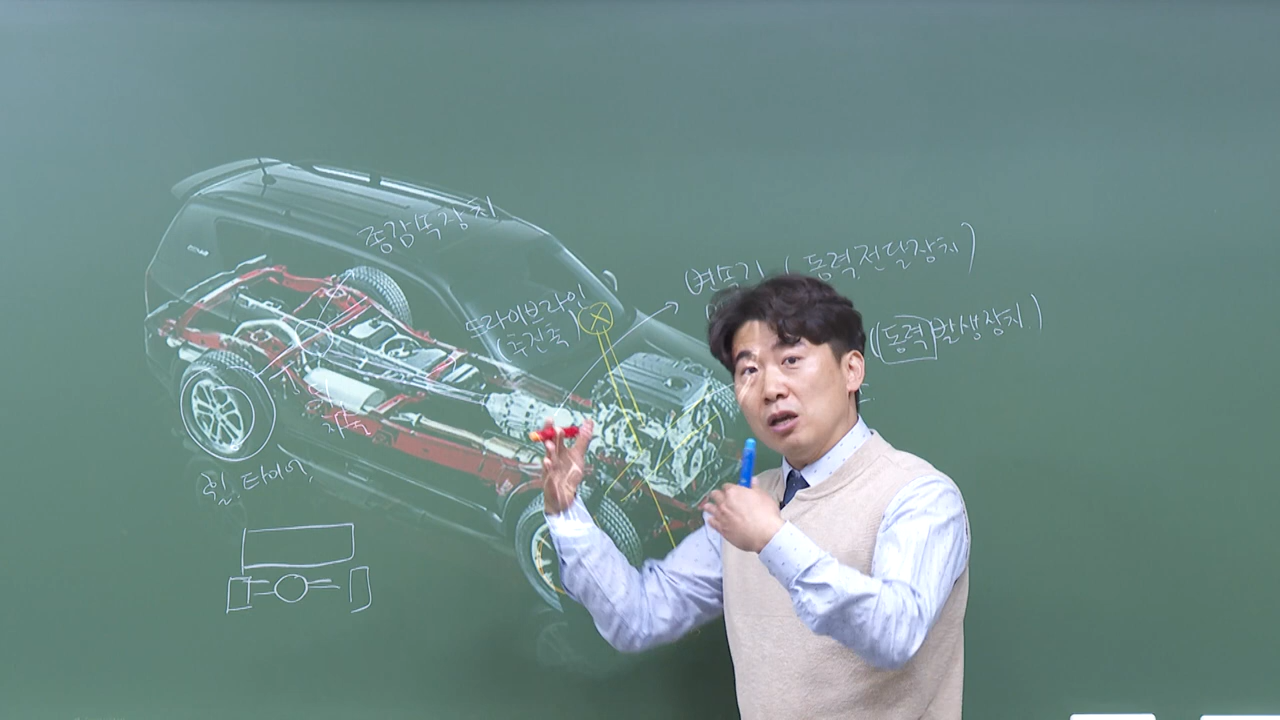 종감속장치
변속기 (동력전달장치)
드라이브라인
(추진축)
(동력발생장치)
휠, 타이어